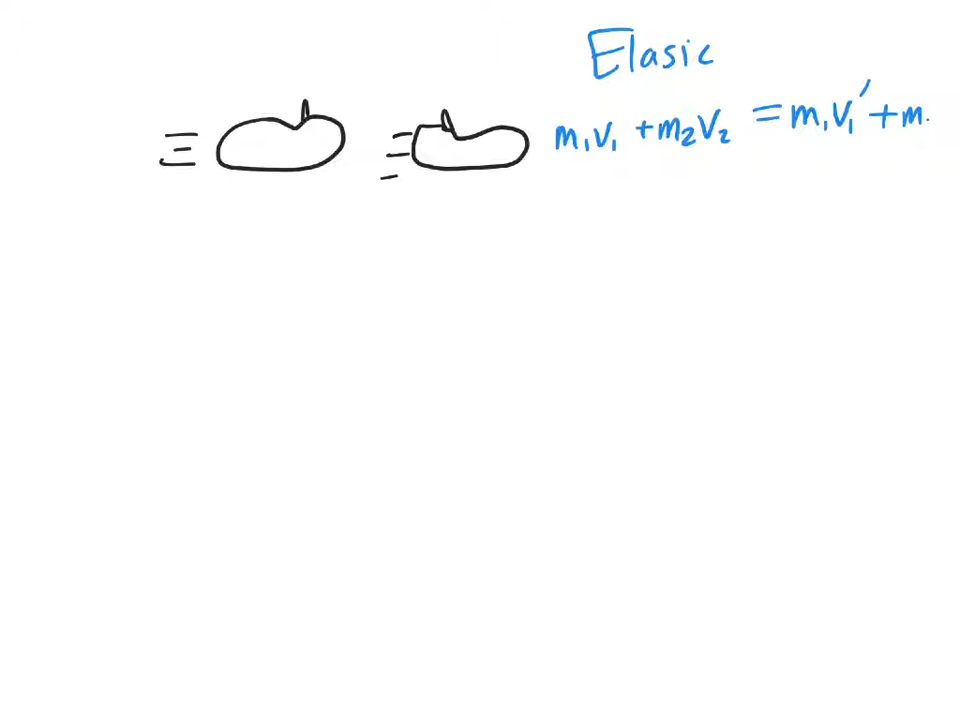 Elasic
m₁v₁ + m₂v₂ = m₁v₁′ + m.